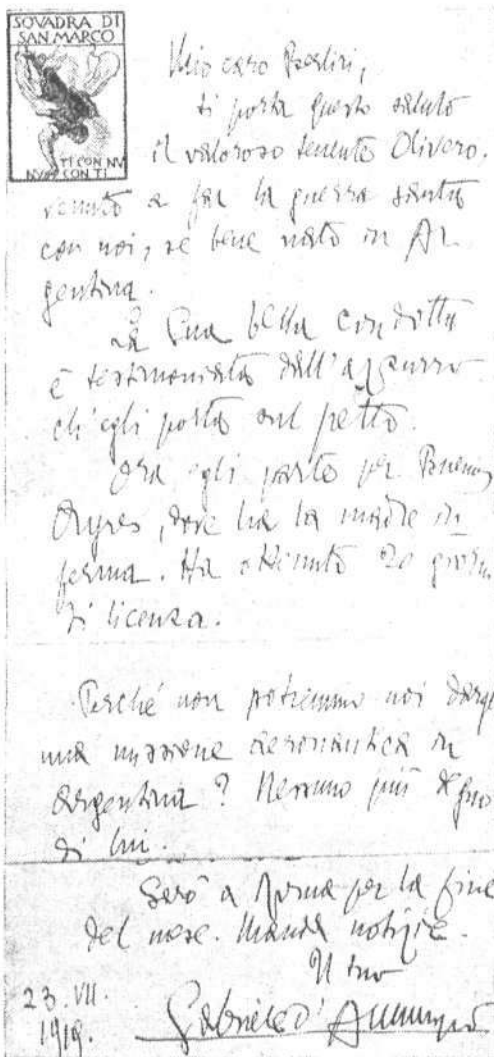 SQVADRA DI
SAN MARCO
TI CON NV
NV CON TI
Mio caro
ti porta questo saluto
il valoroso tenente Olivero,
venuto a far la guerra santa
con noi, se bene nato in Ar
gentina.
La sua bella condotta
è testimoniata dall'azzurro
ch'egli porta sul petto.
Ora egli parte per Buenos
Ayres, dove ha la madre in
ferma. Ha ottenuto 20 giorni
di licenza.
Perché non potremmo noi dargli
una missione aeronautica in
Argentina? Nessuno più degno
di lui.
Sarò a Roma per la fine
del mese. Manda notizie.
Il tuo
23.VII.
1919.
Gabriele d'Annunzio